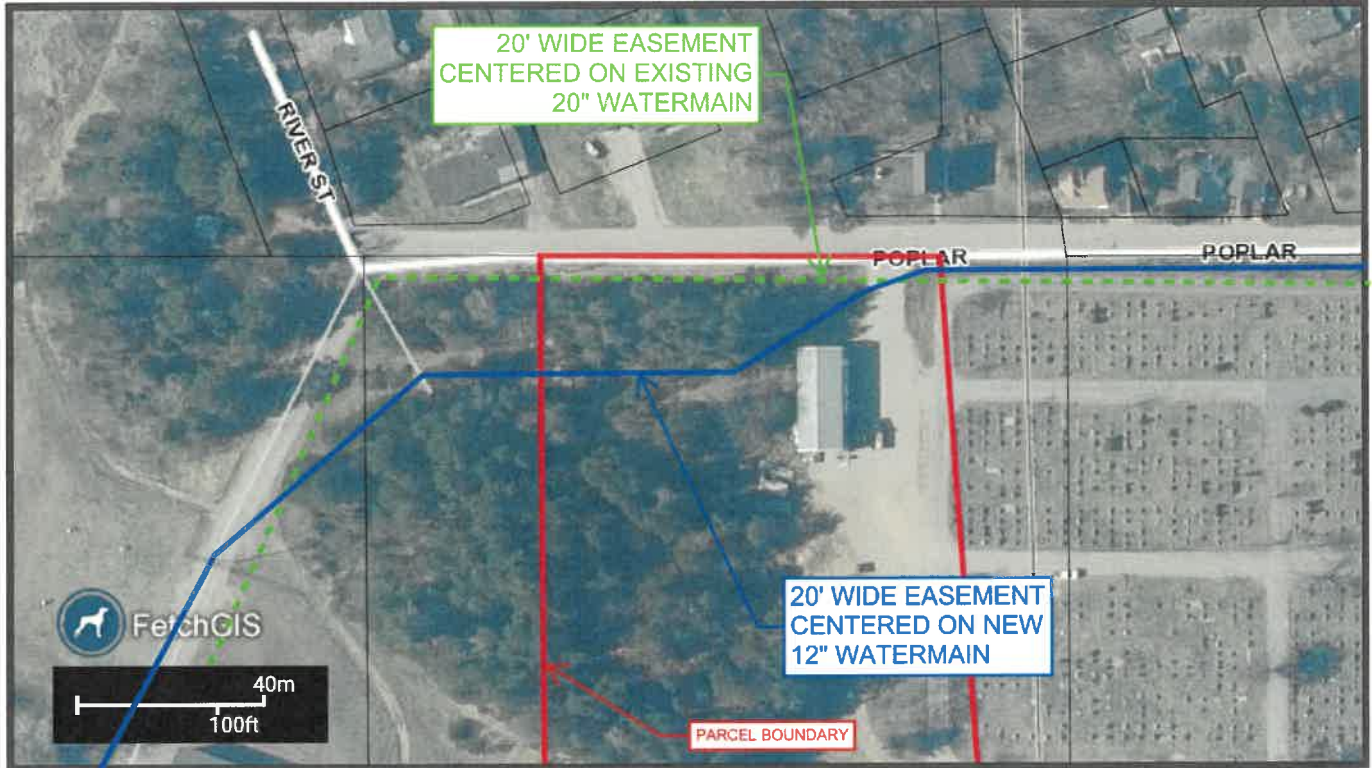 20' WIDE EASEMENT
CENTERED ON EXISTING
20" WATERMAIN
RIVER ST
POPLAR
POPLAR
20' WIDE EASEMENT
CENTERED ON NEW
12" WATERMAIN
FetchGIS
40m
100ft
PARCEL BOUNDARY